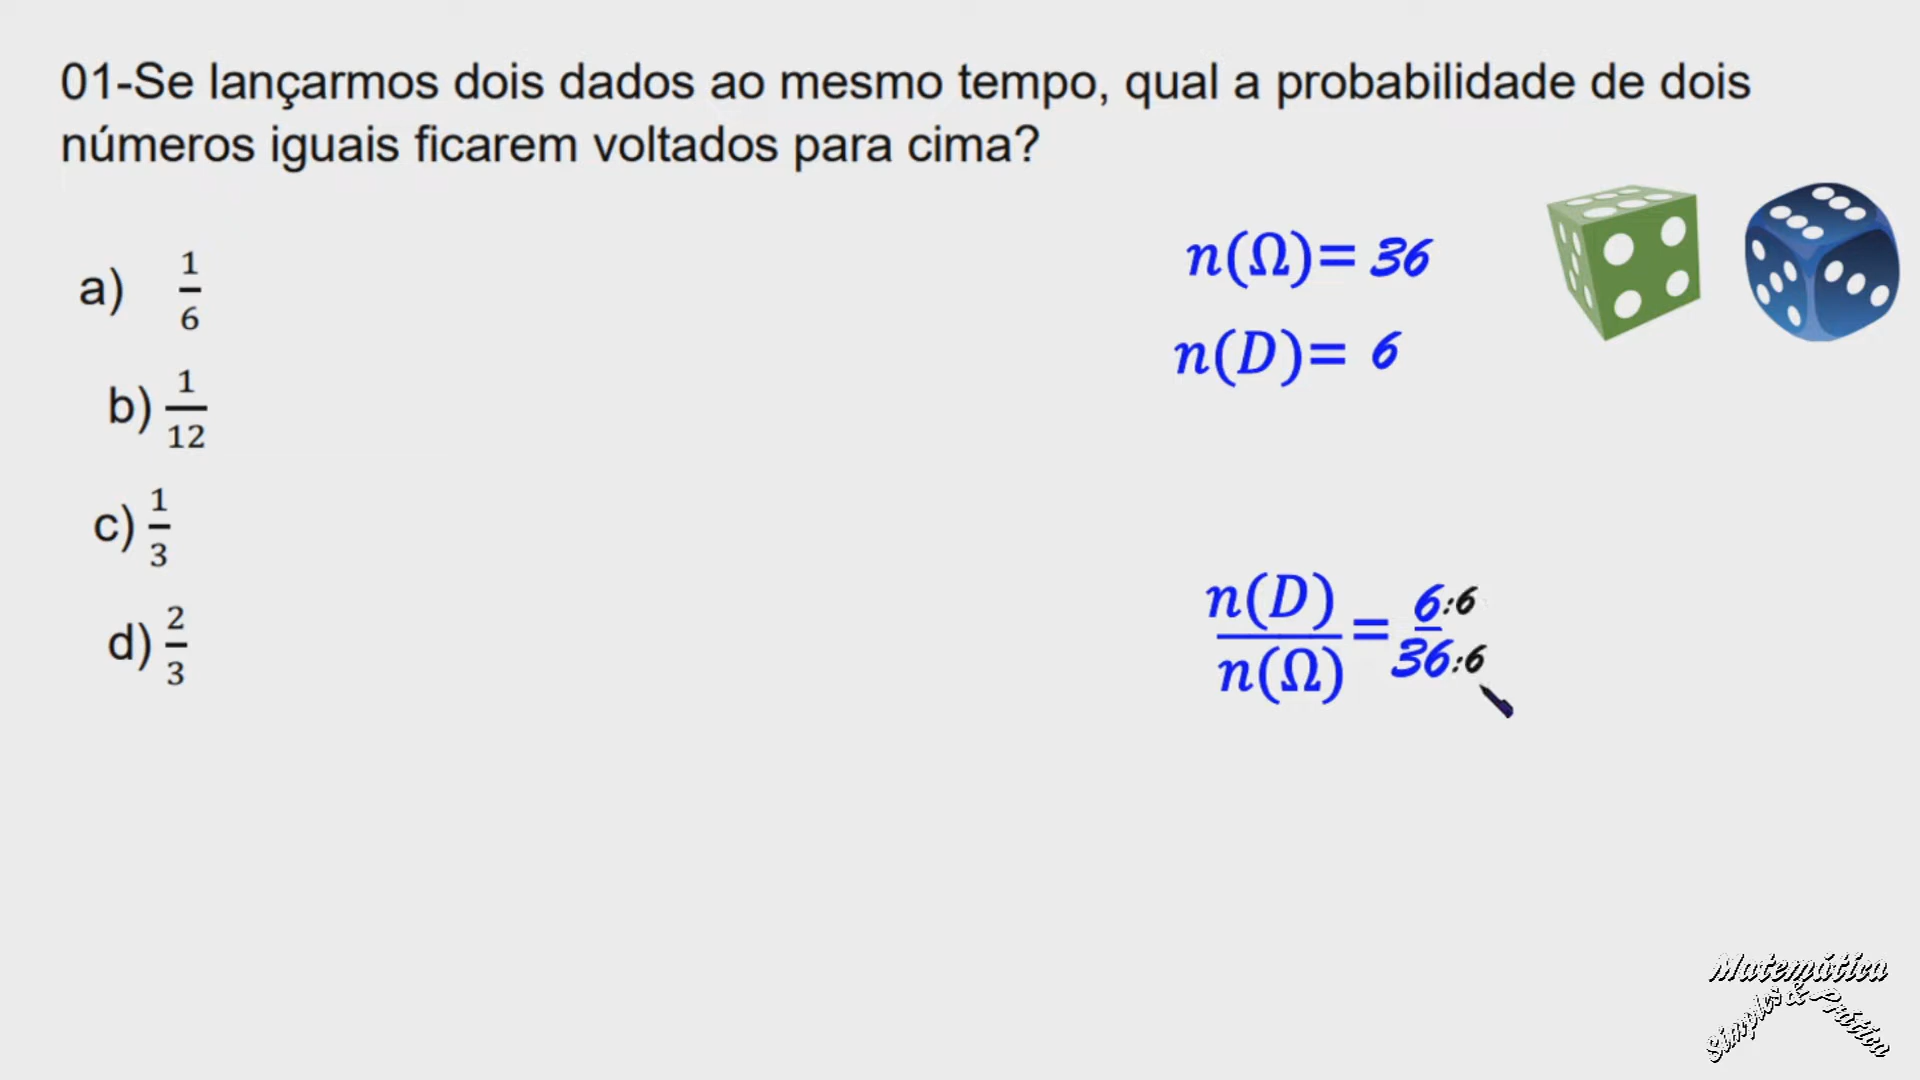 01-Se lançarmos dois dados ao mesmo tempo, qual a probabilidade de dois
números iguais ficarem voltados para cima?
a) 1/6
b) 1/12
c) 1/3
d) 2/3
n(Ω)= 36
n(D)= 6
n(D)/n(Ω) = 6:6/36:6
Matemática
Simples & Prática